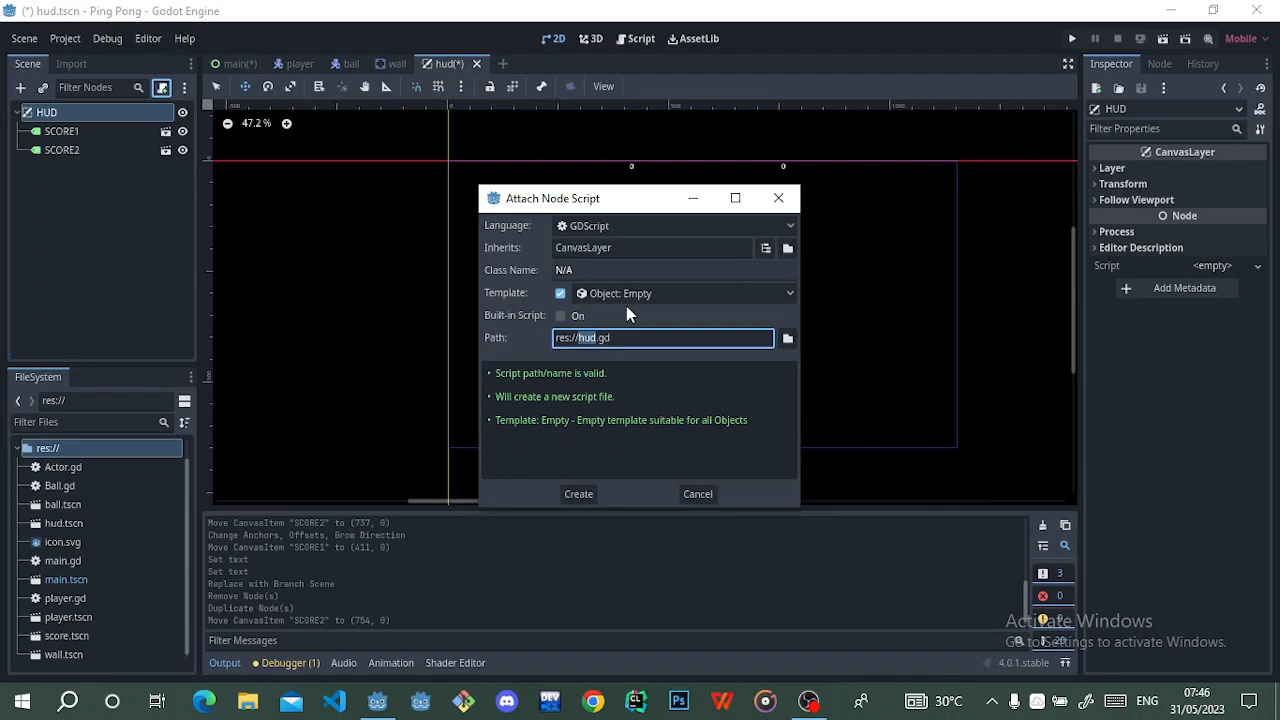 (*) hud.tscn - Ping Pong - Godot Engine
Scene Project Debug Editor Help
2D 3D Script AssetLib
Mobile
Scene Import
main(*) player ball wall hud(*)
Inspector Node History
Filter Nodes
View
HUD
SCORE1
SCORE2
-500 0 500 1000
47.2 %
0 0
HUD
Filter Properties
CanvasLayer
Layer
Transform
Follow Viewport
Node
Process
Editor Description
Script <empty>
Add Metadata
Attach Node Script
Language: GDScript
Inherits: CanvasLayer
Class Name: N/A
Template: Object: Empty
Built-in Script: On
Path: res://hud.gd
• Script path/name is valid.
• Will create a new script file.
• Template: Empty - Empty template suitable for all Objects
Create Cancel
FileSystem
res://
Filter Files
res://
Actor.gd
Ball.gd
ball.tscn
hud.tscn
icon.svg
main.gd
main.tscn
player.gd
player.tscn
score.tscn
wall.tscn
Move CanvasItem "SCORE2" to (737, 0)
Change Anchors, Offsets, Grow Direction
Move CanvasItem "SCORE1" to (411, 0)
Set text
Set text
Replace with Branch Scene
Remove Node(s)
Duplicate Node(s)
Move CanvasItem "SCORE2" to (754, 0)
3
0
Filter Messages
Output Debugger (1) Audio Animation Shader Editor
4.0.1.stable
Activate Windows
Go to Settings to activate Windows.
30°C
ENG
07:46
31/05/2023